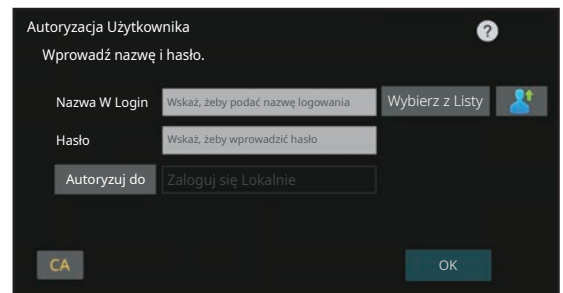 Autoryzacja Użytkownika
?
Wprowadź nazwę i hasło.
Nazwa W Login
Wskaż, żeby podać nazwę logowania
Wybierz z Listy
Hasło
Wskaż, żeby wprowadzić hasło
Autoryzuj do
Zaloguj się Lokalnie
CA
OK